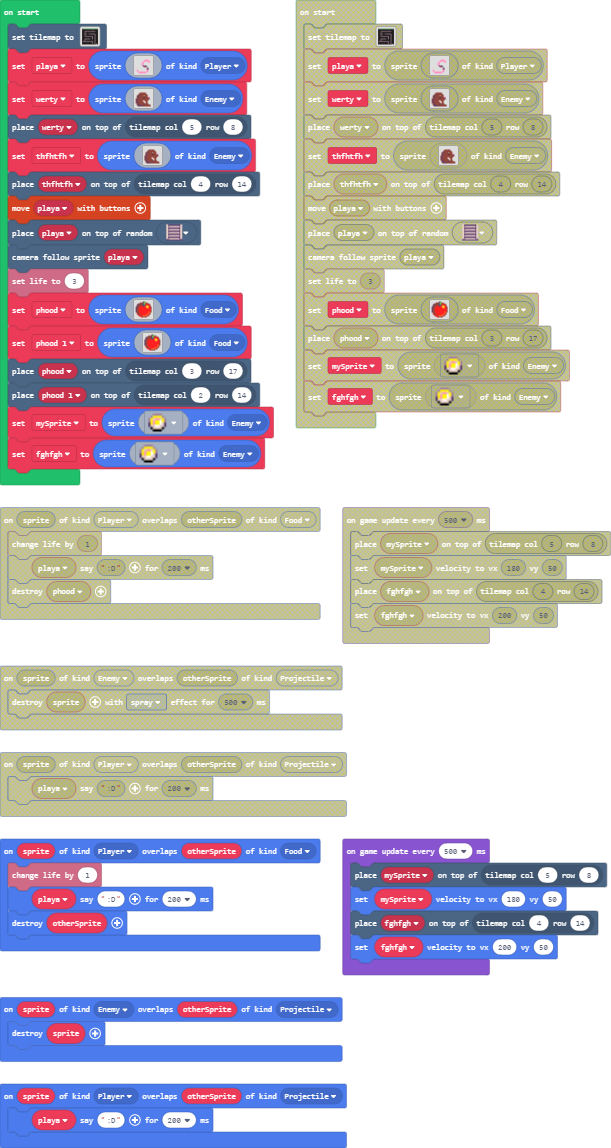 on start
set tilemap to
set playa to sprite of kind Player
set werty to sprite of kind Enemy
place werty on top of tilemap col 5 row 8
set thfhtfh to sprite of kind Enemy
place thfhtfh on top of tilemap col 4 row 14
move playa with buttons
place playa on top of random
camera follow sprite playa
set life to 3
set phood to sprite of kind Food
set phood 1 to sprite of kind Food
place phood on top of tilemap col 3 row 17
place phood 1 on top of tilemap col 2 row 14
set mySprite to sprite of kind Enemy
set fghfgh to sprite of kind Enemy
on start
set tilemap to
set playa to sprite of kind Player
set werty to sprite of kind Enemy
place werty on top of tilemap col 5 row 8
set thfhtfh to sprite of kind Enemy
place thfhtfh on top of tilemap col 4 row 14
move playa with buttons
place playa on top of random
camera follow sprite playa
set life to 3
set phood to sprite of kind Food
place phood on top of tilemap col 3 row 17
set mySprite to sprite of kind Enemy
set fghfgh to sprite of kind Enemy
on sprite of kind Player overlaps otherSprite of kind Food
change life by 1
playa say ":D" for 200 ms
destroy phood
on game update every 500 ms
place mySprite on top of tilemap col 5 row 8
set mySprite velocity to vx 180 vy 50
place fghfgh on top of tilemap col 4 row 14
set fghfgh velocity to vx 200 vy 50
on sprite of kind Enemy overlaps otherSprite of kind Projectile
destroy sprite with spray effect for 500 ms
on sprite of kind Player overlaps otherSprite of kind Projectile
playa say ":D" for 200 ms
on sprite of kind Player overlaps otherSprite of kind Food
change life by 1
playa say ":D" for 200 ms
destroy otherSprite
on game update every 500 ms
place mySprite on top of tilemap col 5 row 8
set mySprite velocity to vx 180 vy 50
place fghfgh on top of tilemap col 4 row 14
set fghfgh velocity to vx 200 vy 50
on sprite of kind Enemy overlaps otherSprite of kind Projectile
destroy sprite
on sprite of kind Player overlaps otherSprite of kind Projectile
playa say ":D" for 200 ms